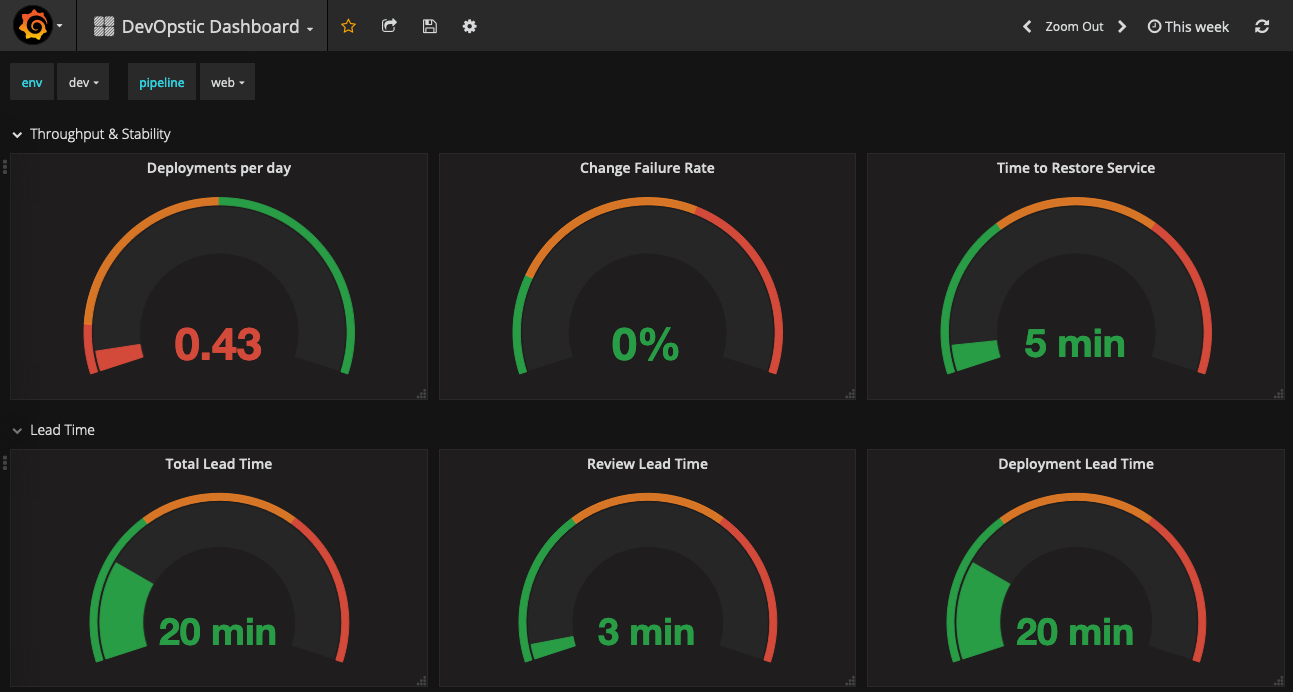 DevOpstic Dashboard
Zoom Out
This week
env dev pipeline web
Throughput & Stability
Deployments per day
Change Failure Rate
Time to Restore Service
0.43
0%
5 min
Lead Time
Total Lead Time
Review Lead Time
Deployment Lead Time
20 min
3 min
20 min